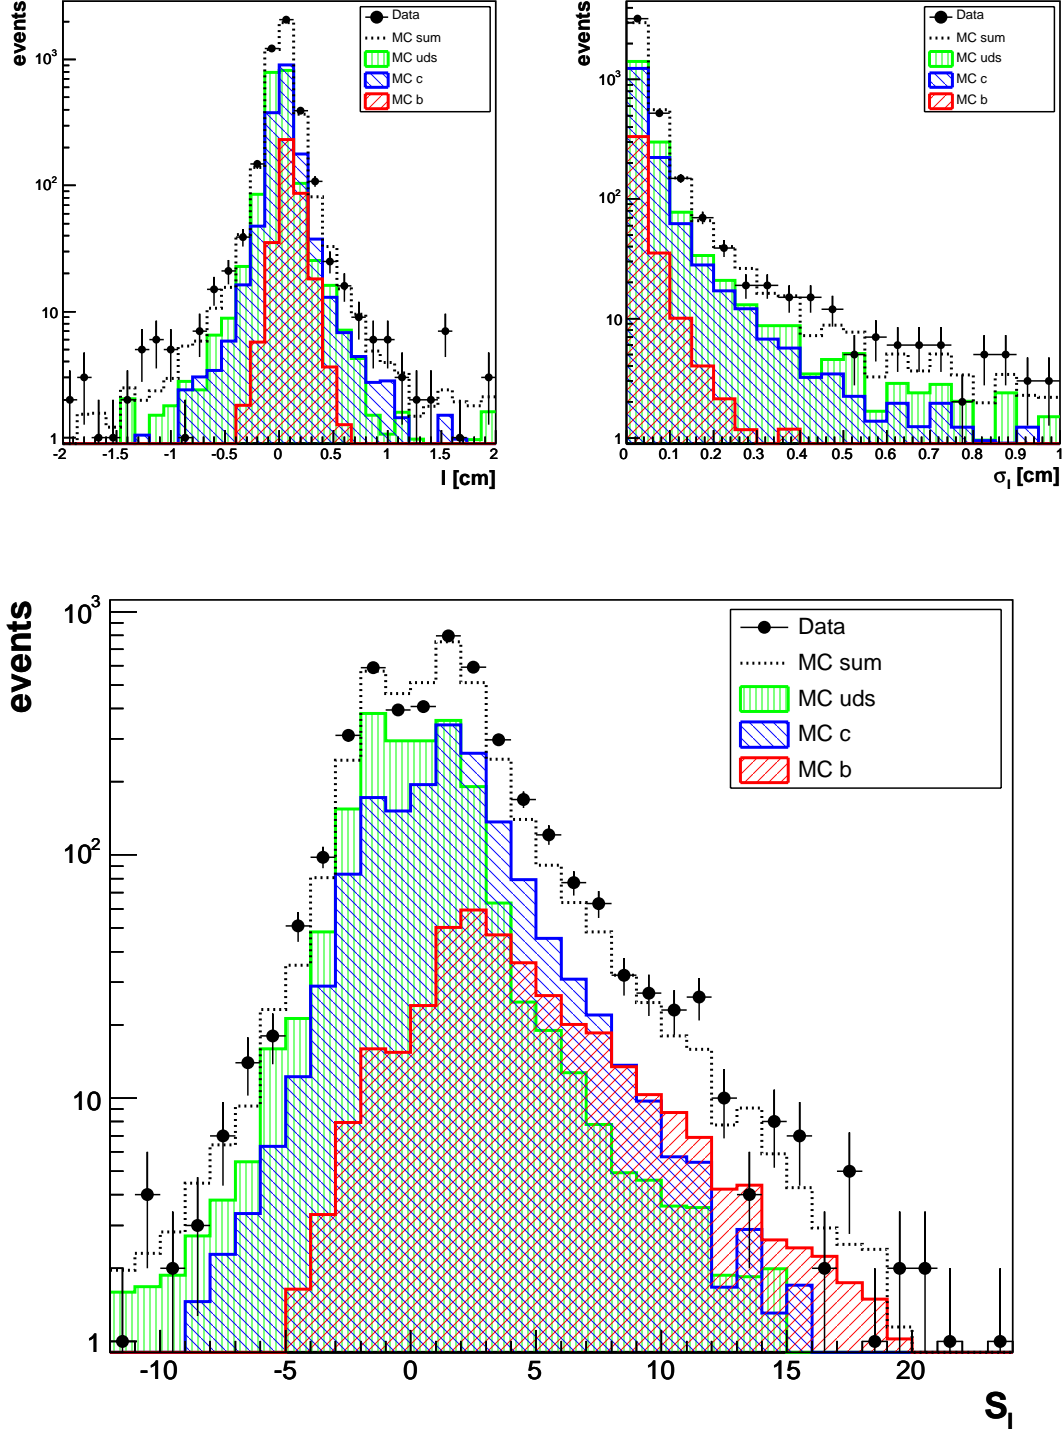 events
10³
10²
10
1
Data
MC sum
MC uds
MC c
MC b
-2 -1.5 -1 -0.5 0 0.5 1 1.5 2
l [cm]
events
10³
10²
10
1
Data
MC sum
MC uds
MC c
MC b
0 0.1 0.2 0.3 0.4 0.5 0.6 0.7 0.8 0.9 1
σₗ [cm]
events
10³
10²
10
1
Data
MC sum
MC uds
MC c
MC b
-10 -5 0 5 10 15 20
Sₗ